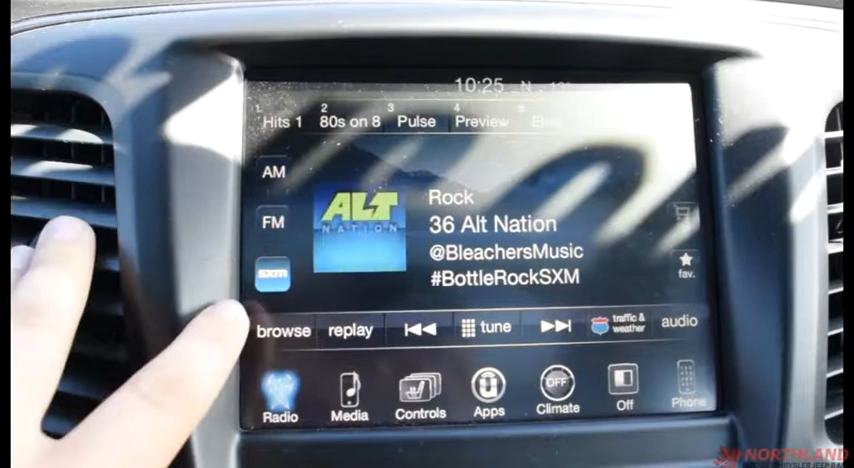 10:25 N
1 2 3 4
Hits 1 80s on 8 Pulse Preview
AM
FM
sxm
ALT
NATION
Rock
36 Alt Nation
@BleachersMusic
#BottleRockSXM
fav.
browse replay tune traffic & weather audio
OFF
Radio Media Controls Apps Climate Off Phone
NORTHLAND